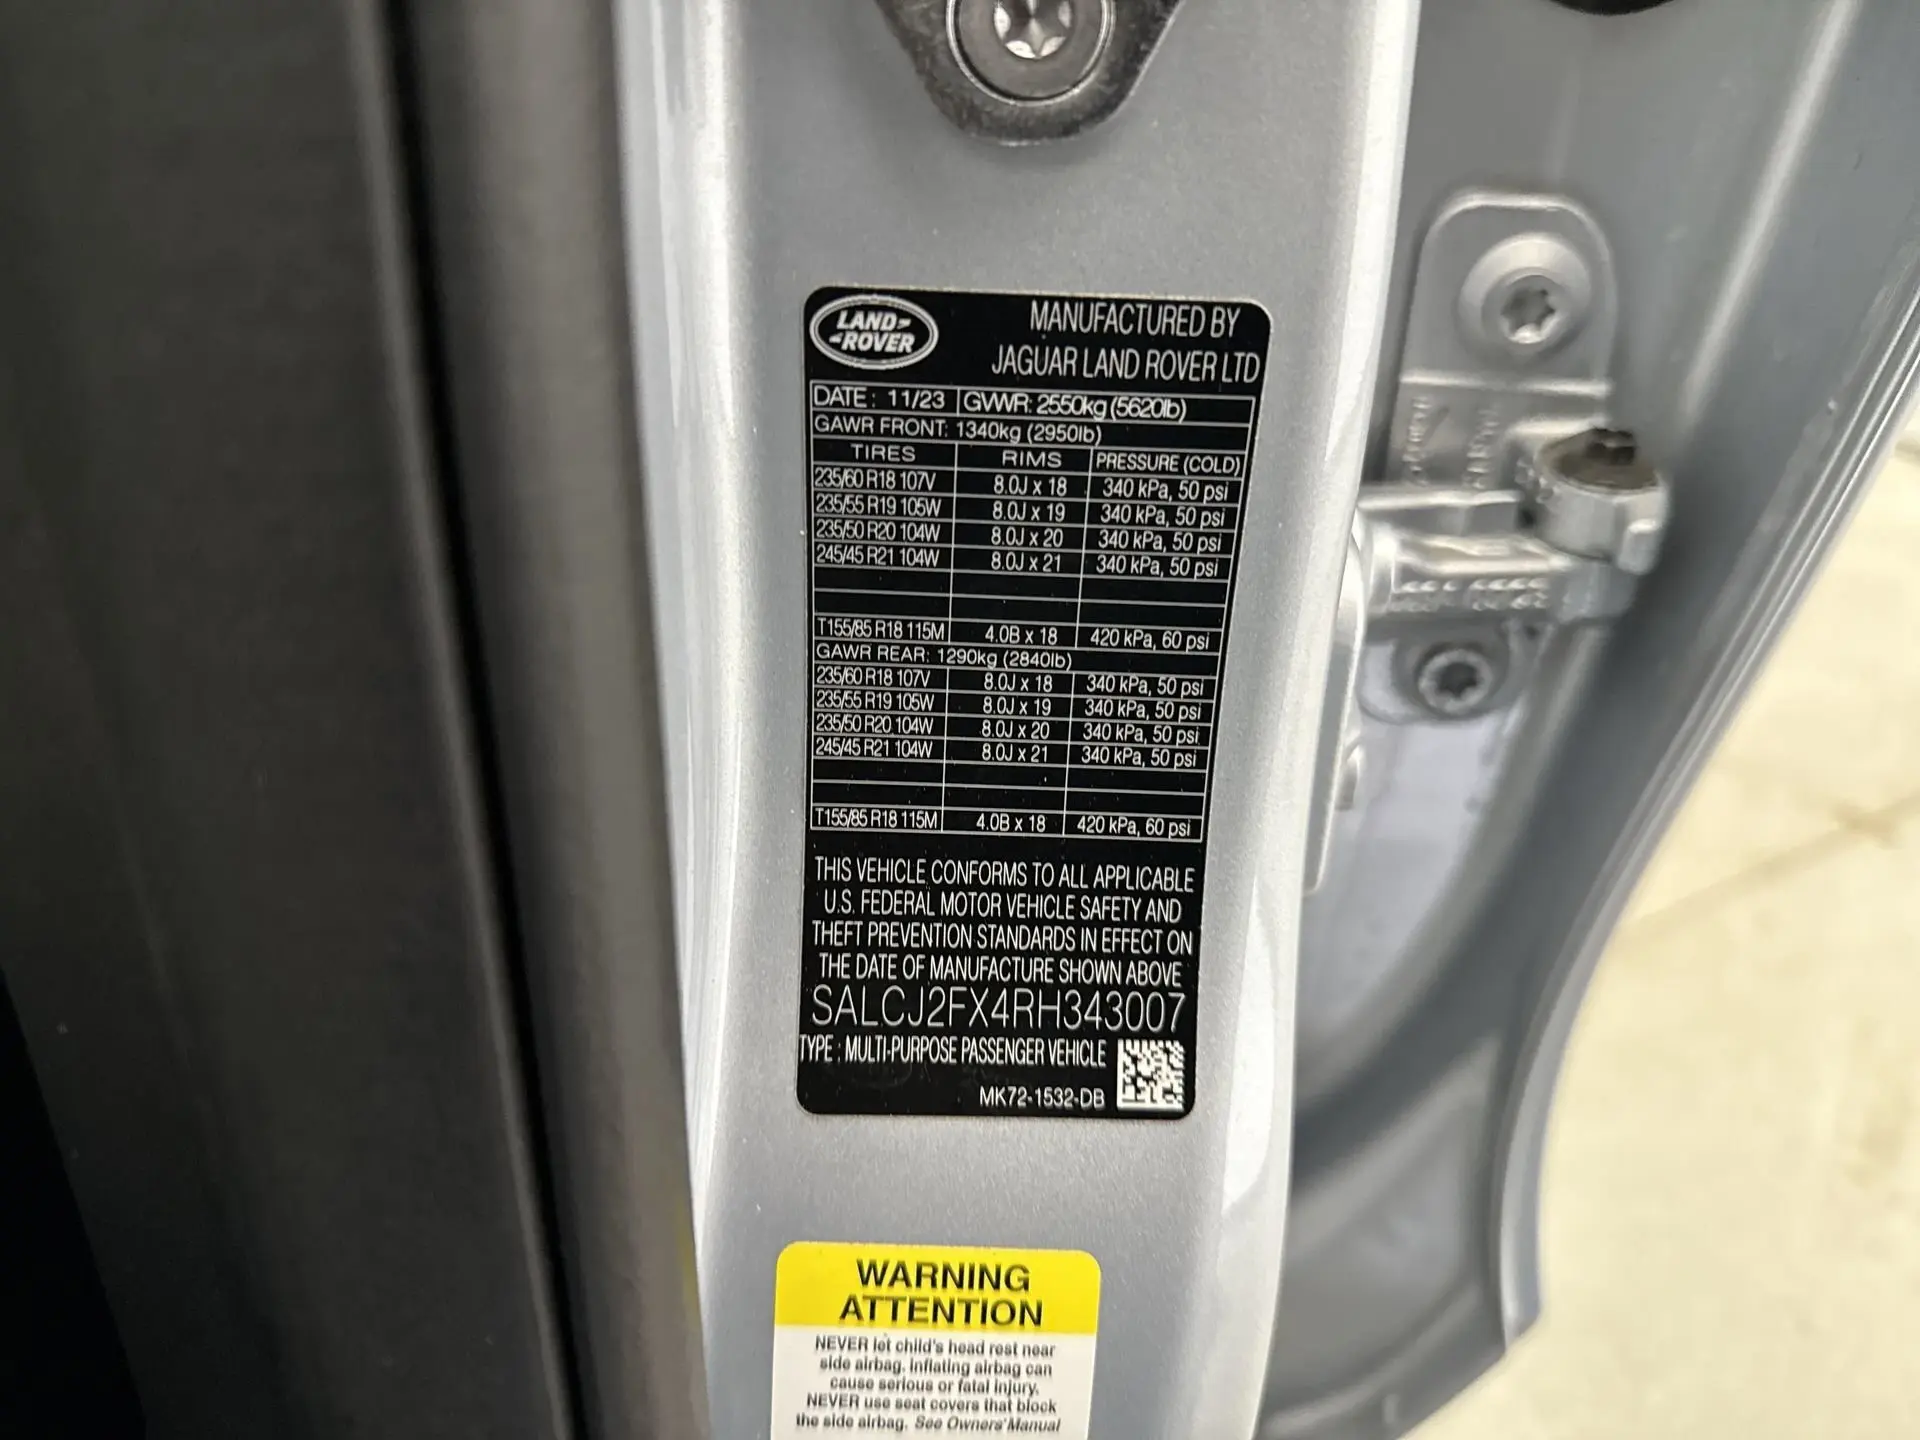 LAND-
-ROVER
MANUFACTURED BY
JAGUAR LAND ROVER LTD
DATE: 11/23 GVWR: 2550kg (5620lb)
GAWR FRONT: 1340kg (2950lb)
TIRES RIMS PRESSURE (COLD)
235/60 R18 107V 8.0J x 18 340 kPa, 50 psi
235/55 R19 105W 8.0J x 19 340 kPa, 50 psi
235/50 R20 104W 8.0J x 20 340 kPa, 50 psi
245/45 R21 104W 8.0J x 21 340 kPa, 50 psi
T155/85 R18 115M 4.0B x 18 420 kPa, 60 psi
GAWR REAR: 1290kg (2840lb)
235/60 R18 107V 8.0J x 18 340 kPa, 50 psi
235/55 R19 105W 8.0J x 19 340 kPa, 50 psi
235/50 R20 104W 8.0J x 20 340 kPa, 50 psi
245/45 R21 104W 8.0J x 21 340 kPa, 50 psi
T155/85 R18 115M 4.0B x 18 420 kPa, 60 psi
THIS VEHICLE CONFORMS TO ALL APPLICABLE
U.S. FEDERAL MOTOR VEHICLE SAFETY AND
THEFT PREVENTION STANDARDS IN EFFECT ON
THE DATE OF MANUFACTURE SHOWN ABOVE
SALCJ2FX4RH343007
TYPE : MULTI-PURPOSE PASSENGER VEHICLE
MK72-1532-DB
WARNING
ATTENTION
NEVER let child's head rest near
side airbag. Inflating airbag can
cause serious or fatal injury.
NEVER use seat covers that block
the side airbag. See Owners' Manual